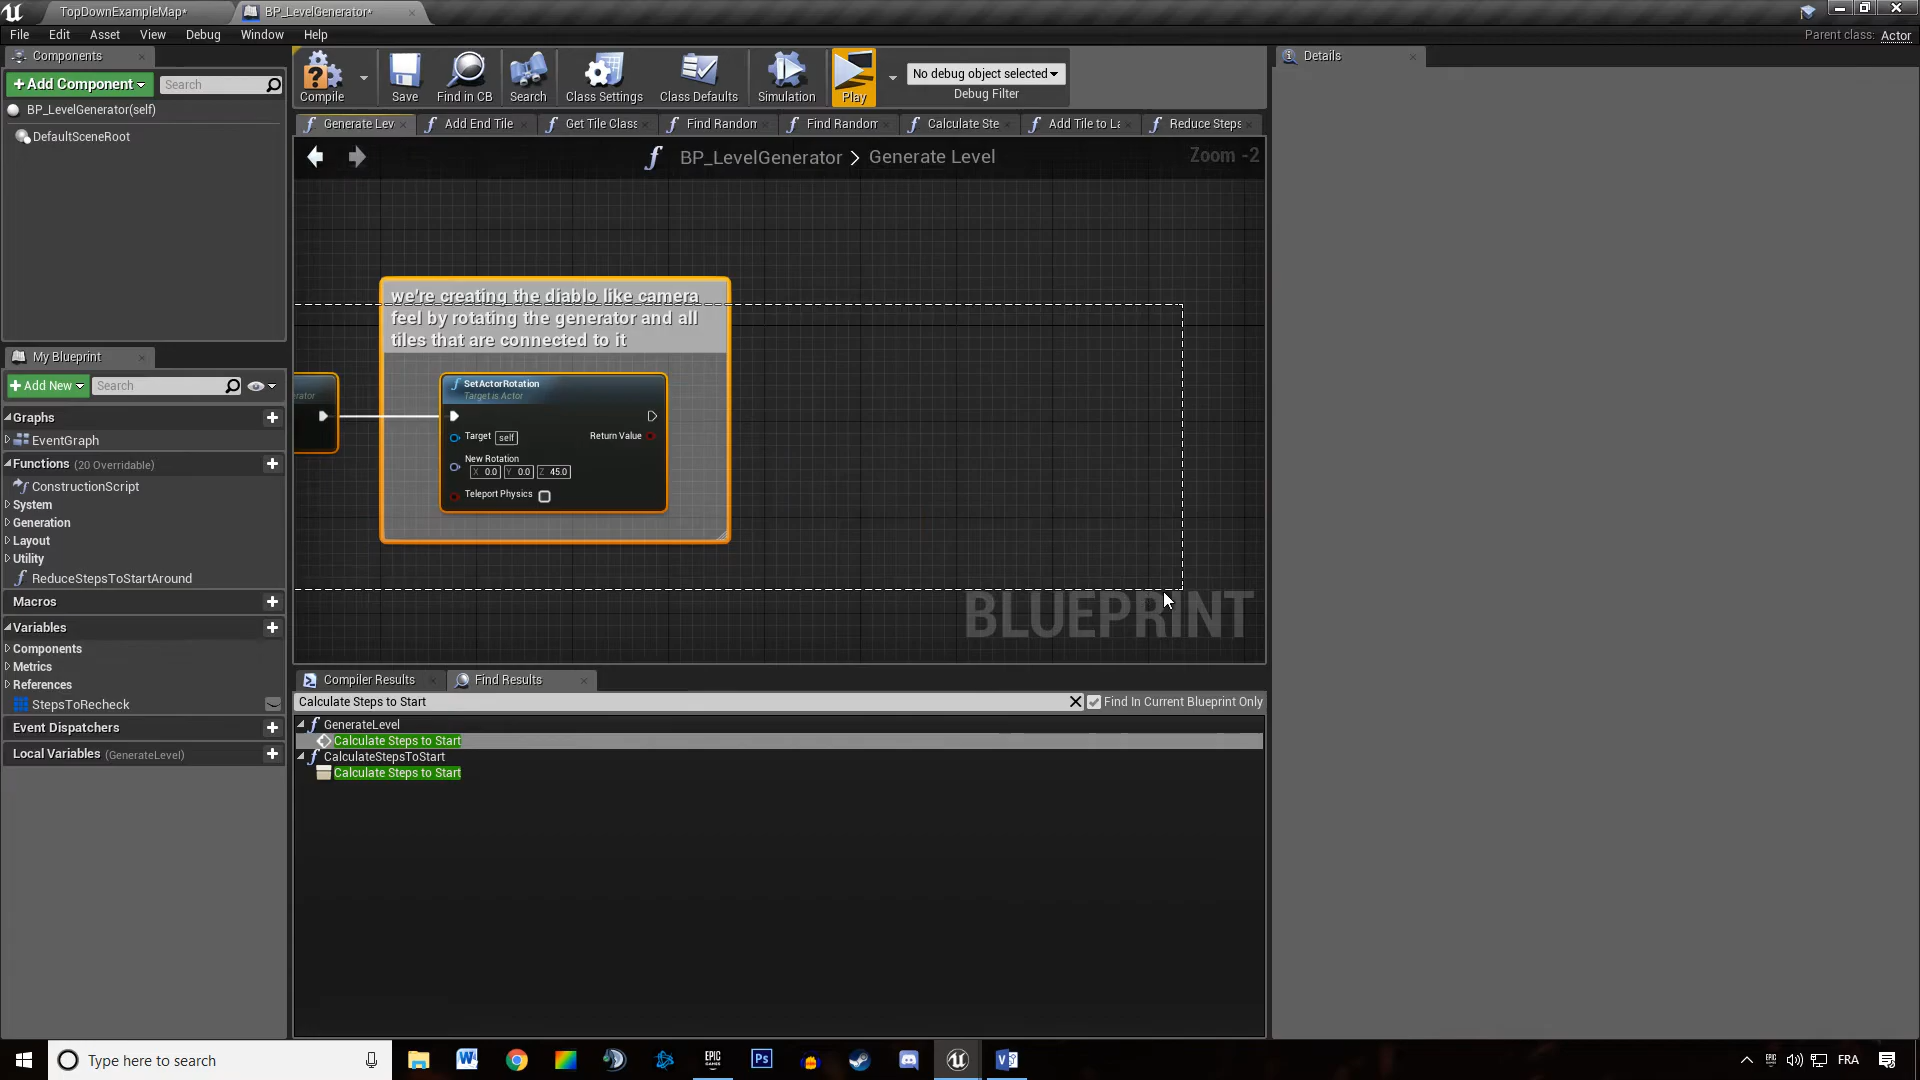 TopDownExampleMap*
BP_LevelGenerator*
File Edit Asset View Debug Window Help
Parent class: Actor
Components
+Add Component
Search
BP_LevelGenerator(self)
DefaultSceneRoot
My Blueprint
+Add New
Search
Graphs
EventGraph
Functions (20 Overridable)
ConstructionScript
System
Generation
Layout
Utility
ReduceStepsToStartAround
Macros
Variables
Components
Metrics
References
StepsToRecheck
Event Dispatchers
Local Variables (GenerateLevel)
Compile
Save
Find in CB
Search
Class Settings
Class Defaults
Simulation
Play
No debug object selected
Debug Filter
Generate Lev
Add End Tile
Get Tile Class
Find Random
Find Random
Calculate Ste
Add Tile to La
Reduce Steps
BP_LevelGenerator > Generate Level
Zoom -2
we're creating the diablo like camera
feel by rotating the generator and all
tiles that are connected to it
erator
SetActorRotation
Target is Actor
Target self
Return Value
New Rotation
X 0.0 Y 0.0 Z 45.0
Teleport Physics
BLUEPRINT
Compiler Results
Find Results
Calculate Steps to Start
Find In Current Blueprint Only
GenerateLevel
Calculate Steps to Start
CalculateStepsToStart
Calculate Steps to Start
Details
Type here to search
EPIC
GAMES
Ps
FRA